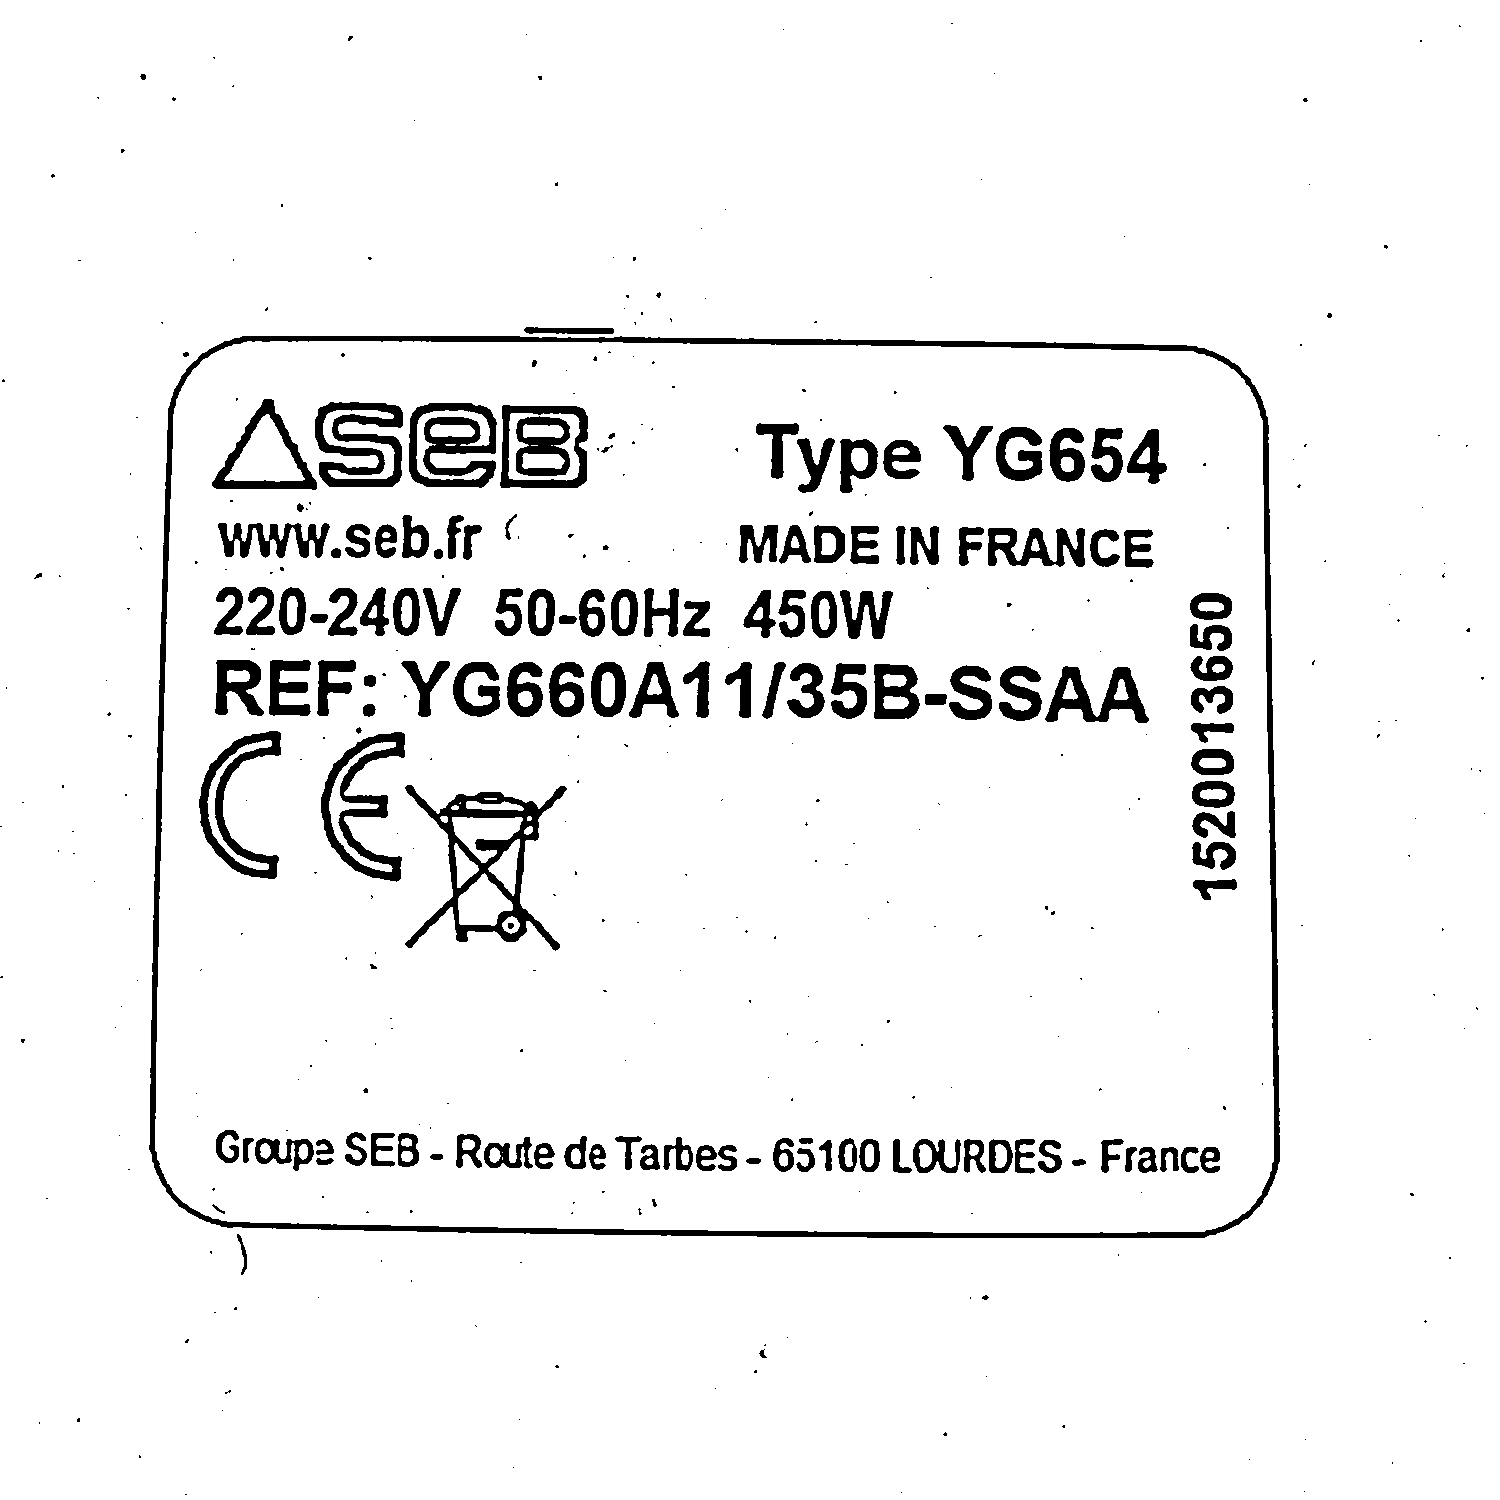 SEB
Type YG654
www.seb.fr
MADE IN FRANCE
220-240V 50-60Hz 450W
REF: YG660A11/35B-SSAA
CE
1520013650
Groupe SEB - Route de Tarbes - 65100 LOURDES - France